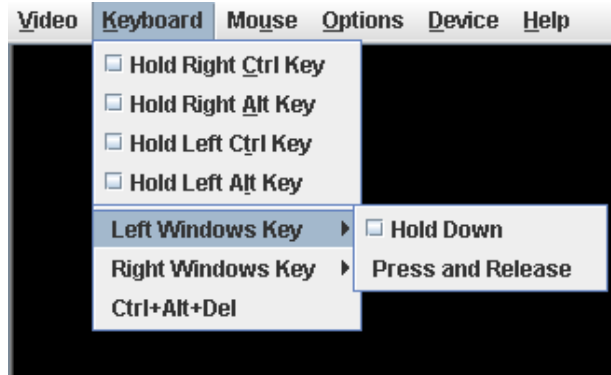 Video Keyboard Mouse Options Device Help
Hold Right Ctrl Key
Hold Right Alt Key
Hold Left Ctrl Key
Hold Left Alt Key
Left Windows Key Hold Down
Right Windows Key Press and Release
Ctrl+Alt+Del